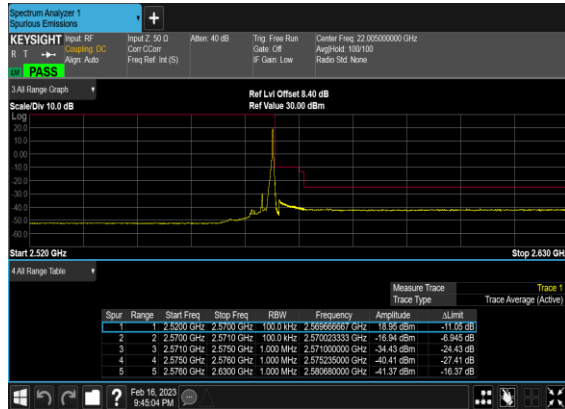 Spectrum Analyzer 1
Spurious Emissions
+
KEYSIGHT Input: RF Input Z: 50 Ω Atten: 40 dB Trig: Free Run Center Freq: 22.005000000 GHz
R T Coupling: DC Corr CCorr Gate: Off Avg|Hold: 100/100
Align: Auto Freq Ref: Int (S) IF Gain: Low Radio Std: None
PASS
3 All Range Graph
Ref Lvl Offset 8.40 dB
Scale/Div 10.0 dB Ref Value 30.00 dBm
Log
20.0
10.0
0.00
-10.0
-20.0
-30.0
-40.0
-50.0
-60.0
Start 2.520 GHz Stop 2.630 GHz
4 All Range Table
Measure Trace Trace 1
Trace Type Trace Average (Active)
Spur Range Start Freq Stop Freq RBW Frequency Amplitude ΔLimit
1 1 2.5200 GHz 2.5700 GHz 100.0 kHz 2.569666667 GHz 18.95 dBm -11.05 dB
2 2 2.5700 GHz 2.5710 GHz 100.0 kHz 2.570023333 GHz -16.94 dBm -6.945 dB
3 3 2.5710 GHz 2.5750 GHz 1.000 MHz 2.571000000 GHz -34.43 dBm -24.43 dB
4 4 2.5750 GHz 2.5760 GHz 1.000 MHz 2.575235000 GHz -40.41 dBm -27.41 dB
5 5 2.5760 GHz 2.6300 GHz 1.000 MHz 2.580680000 GHz -41.37 dBm -16.37 dB
? Feb 16, 2023
9:45:04 PM